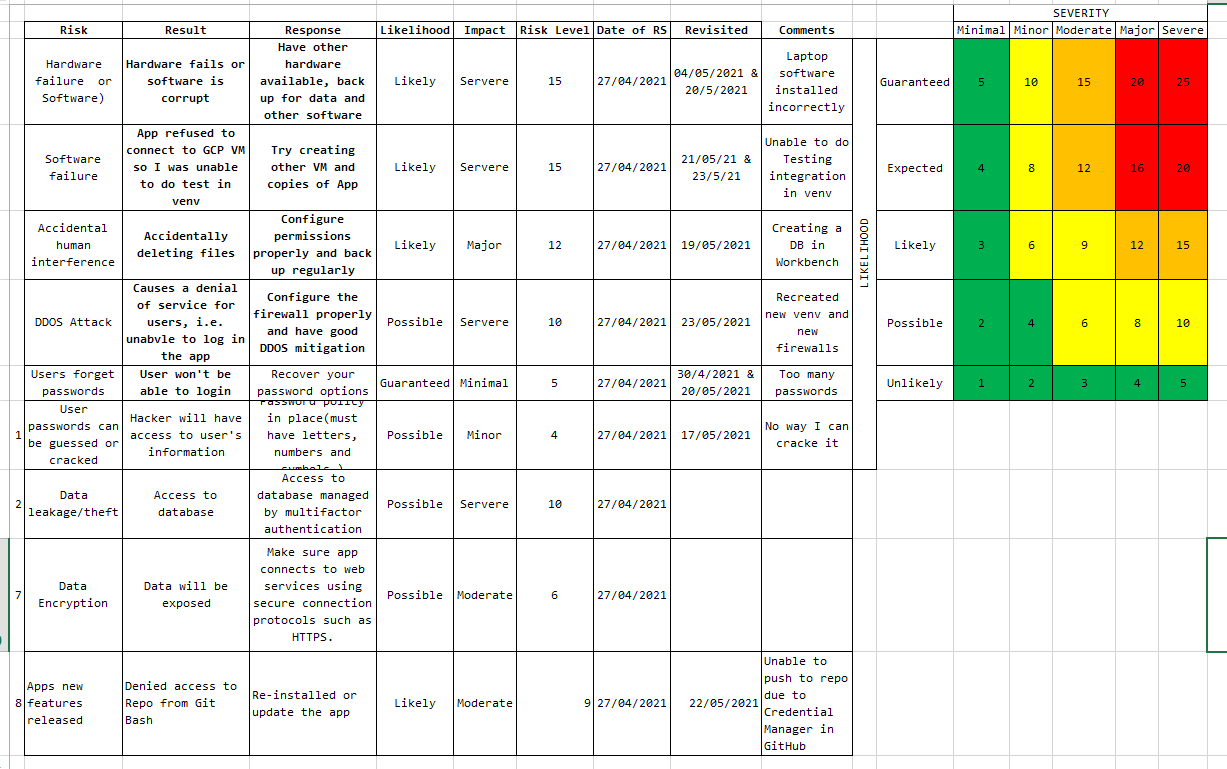 SEVERITY
Risk Result Response Likelihood Impact Risk Level Date of RS Revisited Comments Minimal Minor Moderate Major Severe
Hardware
failure or
Software)
Hardware fails or
software is
corrupt
Have other
hardware
available, back
up for data and
other software
Likely
Servere
15
27/04/2021
04/05/2021 &
20/5/2021
Laptop
software
installed
incorrectly
LIKELIHOOD
Guaranteed 5 10 15 20 25
Software
failure
App refused to
connect to GCP VM
so I was unable
to do test in
venv
Try creating
other VM and
copies of App
Likely
Servere
15
27/04/2021
21/05/21 &
23/5/21
Unable to do
Testing
integration
in venv
Expected 4 8 12 16 20
Accidental
human
interference
Accidentally
deleting files
Configure
permissions
properly and back
up regularly
Likely
Major
12
27/04/2021
19/05/2021
Creating a
DB in
Workbench
Likely 3 6 9 12 15
DDOS Attack
Causes a denial
of service for
users, i.e.
unabvle to log in
the app
Configure the
firewall properly
and have good
DDOS mitigation
Possible
Servere
10
27/04/2021
23/05/2021
Recreated
new venv and
new
firewalls
Possible 2 4 6 8 10
Users forget
passwords
User won't be
able to login
Recover your
password options
Guaranteed
Minimal
5
27/04/2021
30/4/2021 &
20/05/2021
Too many
passwords
Unlikely 1 2 3 4 5
1
User
passwords can
be guessed or
cracked
Hacker will have
access to user's
information
Password policy
in place(must
have letters,
numbers and
symbols.)
Possible
Minor
4
27/04/2021
17/05/2021
No way I can
cracke it
2
Data
leakage/theft
Access to
database
Access to
database managed
by multifactor
authentication
Possible
Servere
10
27/04/2021
7
Data
Encryption
Data will be
exposed
Make sure app
connects to web
services using
secure connection
protocols such as
HTTPS.
Possible
Moderate
6
27/04/2021
8
Apps new
features
released
Denied access to
Repo from Git
Bash
Re-installed or
update the app
Likely
Moderate
9
27/04/2021
22/05/2021
Unable to
push to repo
due to
Credential
Manager in
GitHub